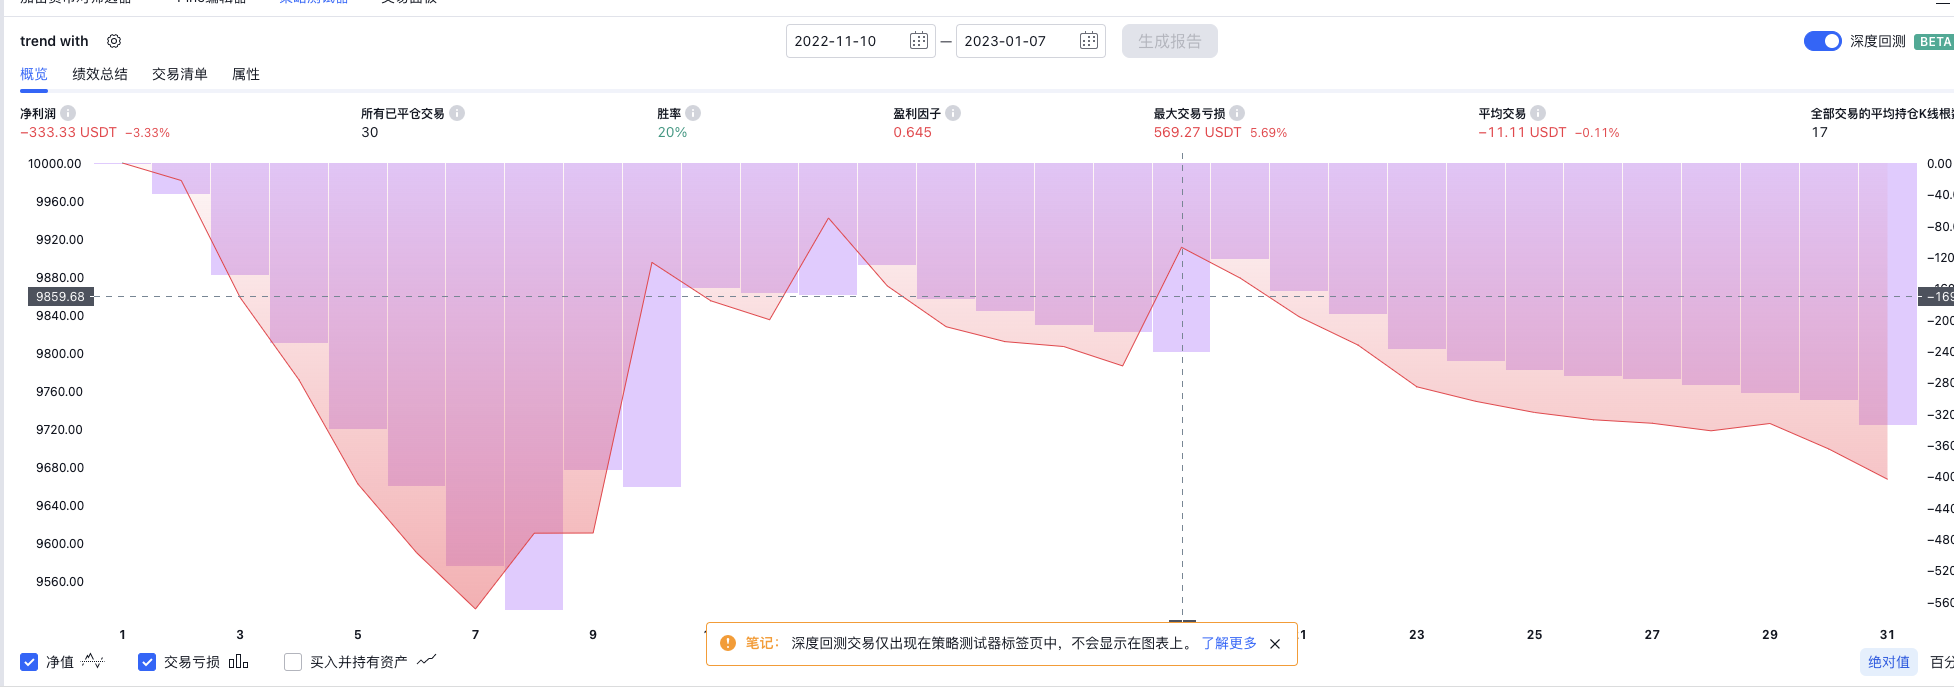 trend with
2022-11-10 — 2023-01-07 生成报告
深度回测 BETA
概览 绩效总结 交易清单 属性
净利润 所有已平仓交易 胜率 盈利因子 最大交易亏损 平均交易 全部交易的平均持仓K线根
−333.33 USDT −3.33% 30 20% 0.645 569.27 USDT 5.69% −11.11 USDT −0.11% 17
10000.00 0.00
9960.00 −40.
9920.00 −80.
9880.00 −120
9859.68 −169
9840.00 −200
9800.00 −240
9760.00 −280
9720.00 −320
9680.00 −360
9640.00 −400
9600.00 −440
9560.00 −480
−520
−560
1 3 5 7 9 23 25 27 29 31
笔记： 深度回测交易仅出现在策略测试器标签页中，不会显示在图表上。 了解更多
净值 交易亏损 买入并持有资产
绝对值 百分